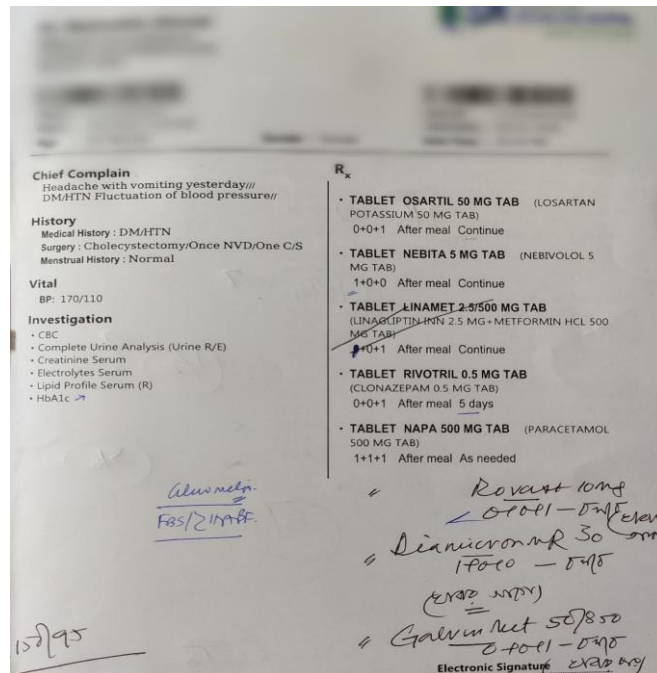 Chief Complain
Headache with vomiting yesterday///
DM/HTN Fluctuation of blood pressure//
History
Medical History : DM/HTN
Surgery : Cholecystectomy/Once NVD/One C/S
Menstrual History : Normal
Vital
BP: 170/110
Investigation
• CBC
• Complete Urine Analysis (Urine R/E)
• Creatinine Serum
• Electrolytes Serum
• Lipid Profile Serum (R)
• HbA1c
FBS/2HABF
150/95
Rx
• TABLET OSARTIL 50 MG TAB (LOSARTAN
POTASSIUM 50 MG TAB)
0+0+1 After meal Continue
• TABLET NEBITA 5 MG TAB (NEBIVOLOL 5
MG TAB)
1+0+0 After meal Continue
• TABLET LINAMET 2.5/500 MG TAB
(LINAGLIPTIN INN 2.5 MG+METFORMIN HCL 500
MG TAB)
1+0+1 After meal Continue
• TABLET RIVOTRIL 0.5 MG TAB
(CLONAZEPAM 0.5 MG TAB)
0+0+1 After meal 5 days
• TABLET NAPA 500 MG TAB (PARACETAMOL
500 MG TAB)
1+1+1 After meal As needed
" Rovast 10mg
0+0+1 – চলবে
" Diamicron MR 30
1+0+0 – চলবে
" Galvus Met 50/850
0+0+1 – চলবে
Electronic Signature